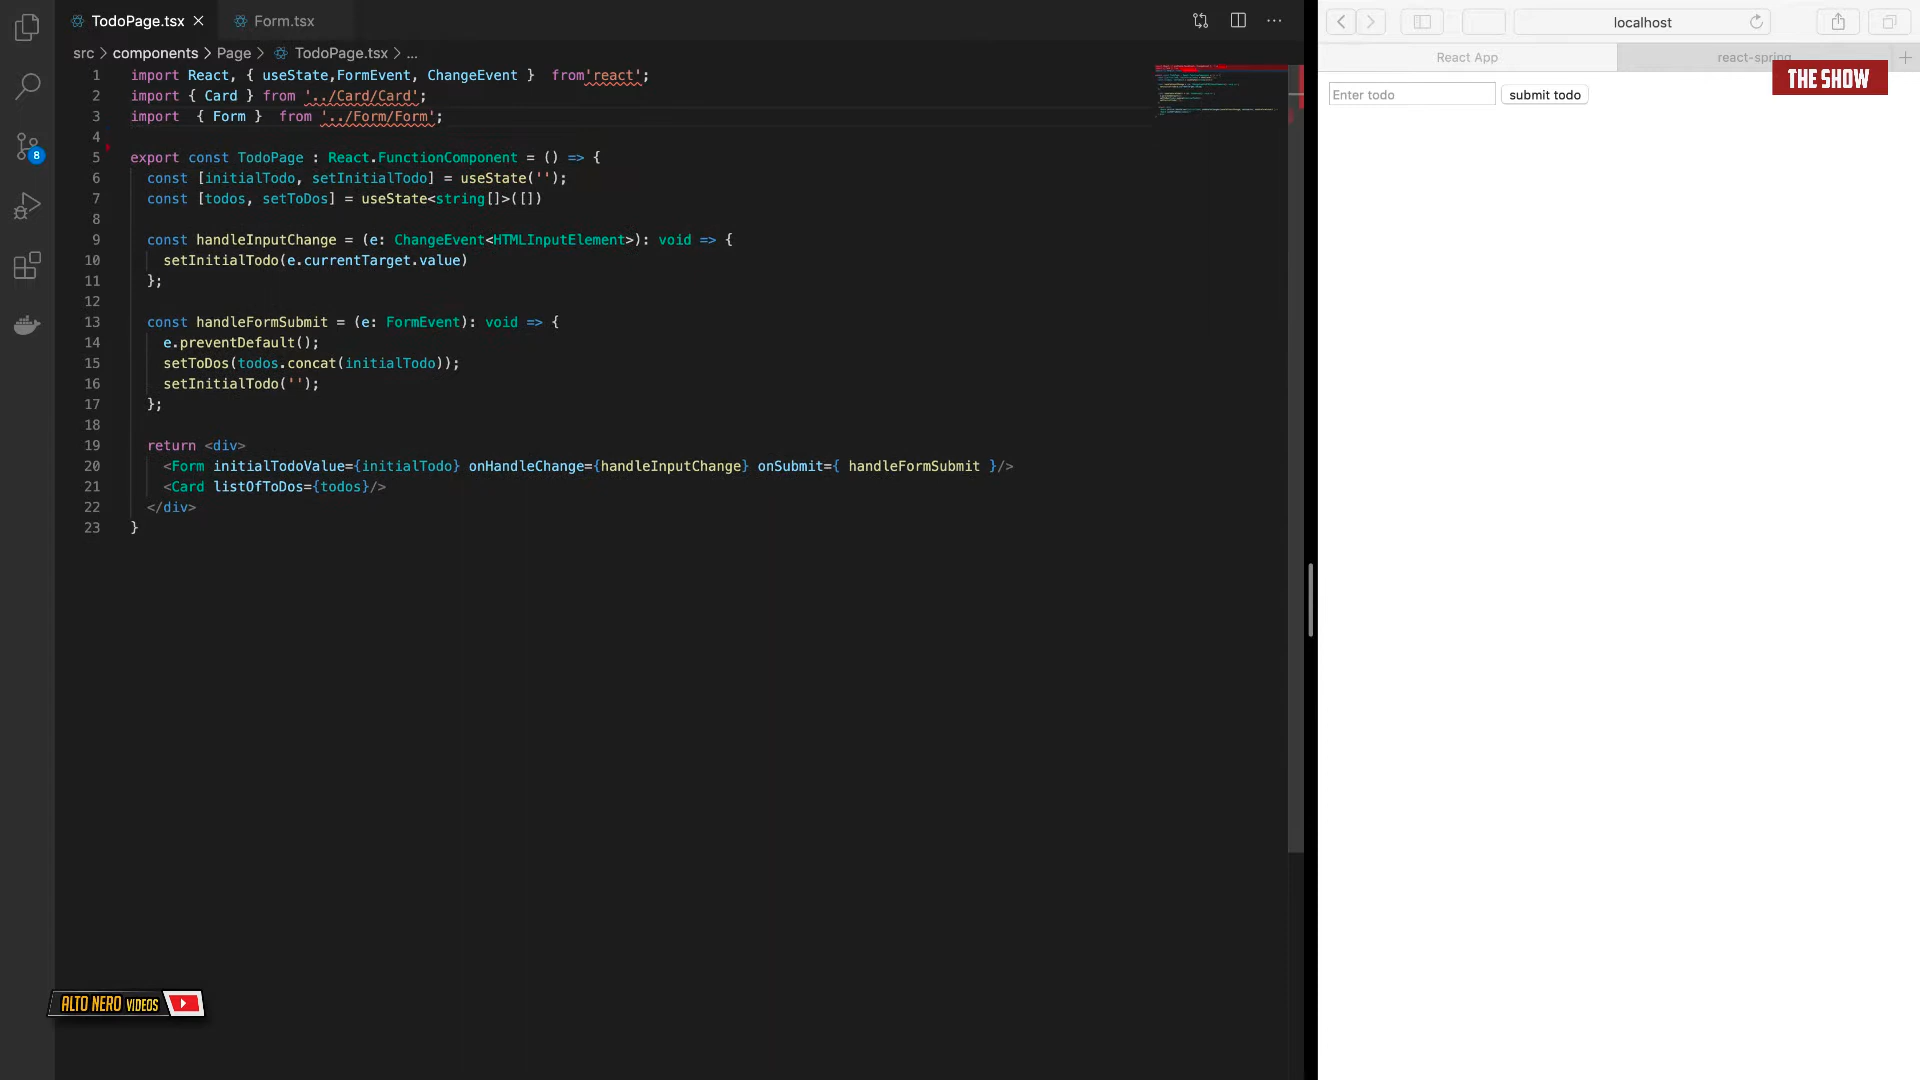 TodoPage.tsx
Form.tsx
src > components > Page > TodoPage.tsx > ...
1 import React, { useState,FormEvent, ChangeEvent }  from'react';
2 import { Card } from '../Card/Card';
3 import  { Form }  from '../Form/Form';
4
5 export const TodoPage : React.FunctionComponent = () => {
6   const [initialTodo, setInitialTodo] = useState('');
7   const [todos, setToDos] = useState<string[]>([])
8
9   const handleInputChange = (e: ChangeEvent<HTMLInputElement>): void => {
10     setInitialTodo(e.currentTarget.value)
11   };
12
13   const handleFormSubmit = (e: FormEvent): void => {
14     e.preventDefault();
15     setToDos(todos.concat(initialTodo));
16     setInitialTodo('');
17   };
18
19   return <div>
20     <Form initialTodoValue={initialTodo} onHandleChange={handleInputChange} onSubmit={ handleFormSubmit }/>
21     <Card listOfToDos={todos}/>
22   </div>
23 }
8
ALTO NERO VIDEOS
localhost
React App
react-spring
THE SHOW
Enter todo
submit todo